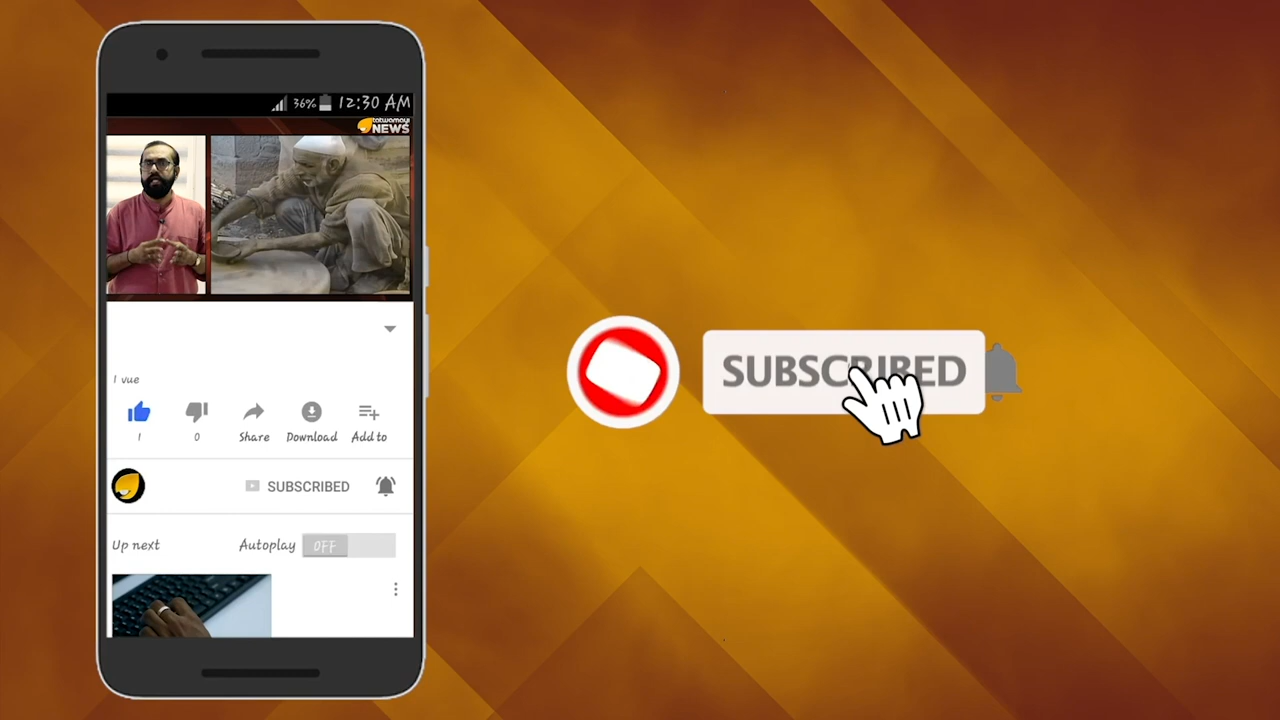 36% 12:30 AM
tatwamayi
NEWS
1 vue
1
0
Share
Download
Add to
SUBSCRIBED
Up next
Autoplay
OFF
SUBSCRIBED